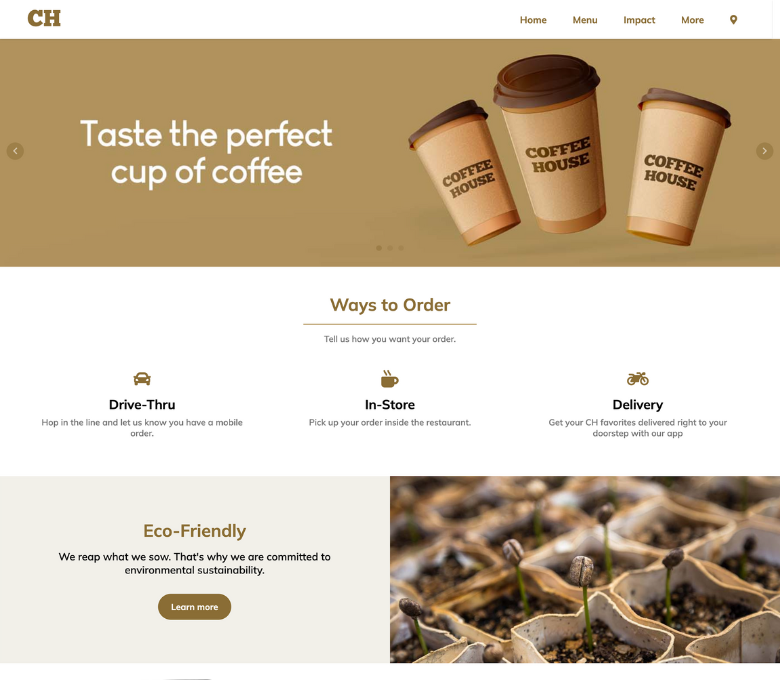 CH
Home Menu Impact More
Taste the perfect
cup of coffee
COFFEE
HOUSE
COFFEE
HOUSE
COFFEE
HOUSE
Ways to Order
Tell us how you want your order.
Drive-Thru
Hop in the line and let us know you have a mobile
order.
In-Store
Pick up your order inside the restaurant.
Delivery
Get your CH favorites delivered right to your
doorstep with our app
Eco-Friendly
We reap what we sow. That's why we are committed to
environmental sustainability.
Learn more